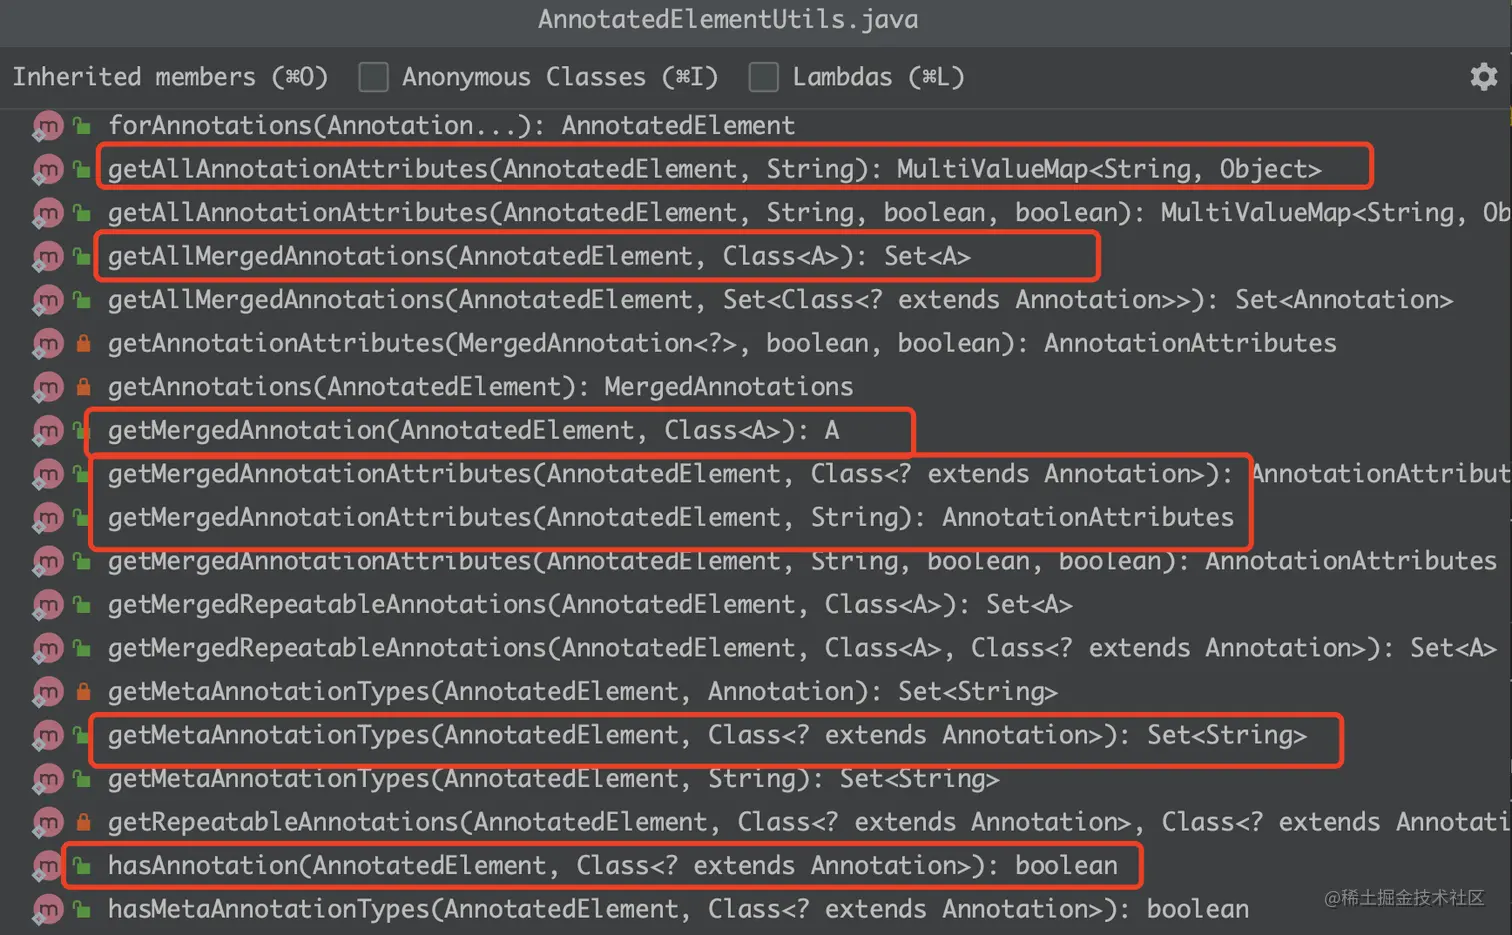 AnnotatedElementUtils.java
Inherited members (⌘O) Anonymous Classes (⌘I) Lambdas (⌘L)
forAnnotations(Annotation...): AnnotatedElement
getAllAnnotationAttributes(AnnotatedElement, String): MultiValueMap<String, Object>
getAllAnnotationAttributes(AnnotatedElement, String, boolean, boolean): MultiValueMap<String, Ob
getAllMergedAnnotations(AnnotatedElement, Class<A>): Set<A>
getAllMergedAnnotations(AnnotatedElement, Set<Class<? extends Annotation>>): Set<Annotation>
getAnnotationAttributes(MergedAnnotation<?>, boolean, boolean): AnnotationAttributes
getAnnotations(AnnotatedElement): MergedAnnotations
getMergedAnnotation(AnnotatedElement, Class<A>): A
getMergedAnnotationAttributes(AnnotatedElement, Class<? extends Annotation>): AnnotationAttribut
getMergedAnnotationAttributes(AnnotatedElement, String): AnnotationAttributes
getMergedAnnotationAttributes(AnnotatedElement, String, boolean, boolean): AnnotationAttributes
getMergedRepeatableAnnotations(AnnotatedElement, Class<A>): Set<A>
getMergedRepeatableAnnotations(AnnotatedElement, Class<A>, Class<? extends Annotation>): Set<A>
getMetaAnnotationTypes(AnnotatedElement, Annotation): Set<String>
getMetaAnnotationTypes(AnnotatedElement, Class<? extends Annotation>): Set<String>
getMetaAnnotationTypes(AnnotatedElement, String): Set<String>
getRepeatableAnnotations(AnnotatedElement, Class<? extends Annotation>, Class<? extends Annotati
hasAnnotation(AnnotatedElement, Class<? extends Annotation>): boolean
hasMetaAnnotationTypes(AnnotatedElement, Class<? extends Annotation>): boolean
@稀土掘金技术社区